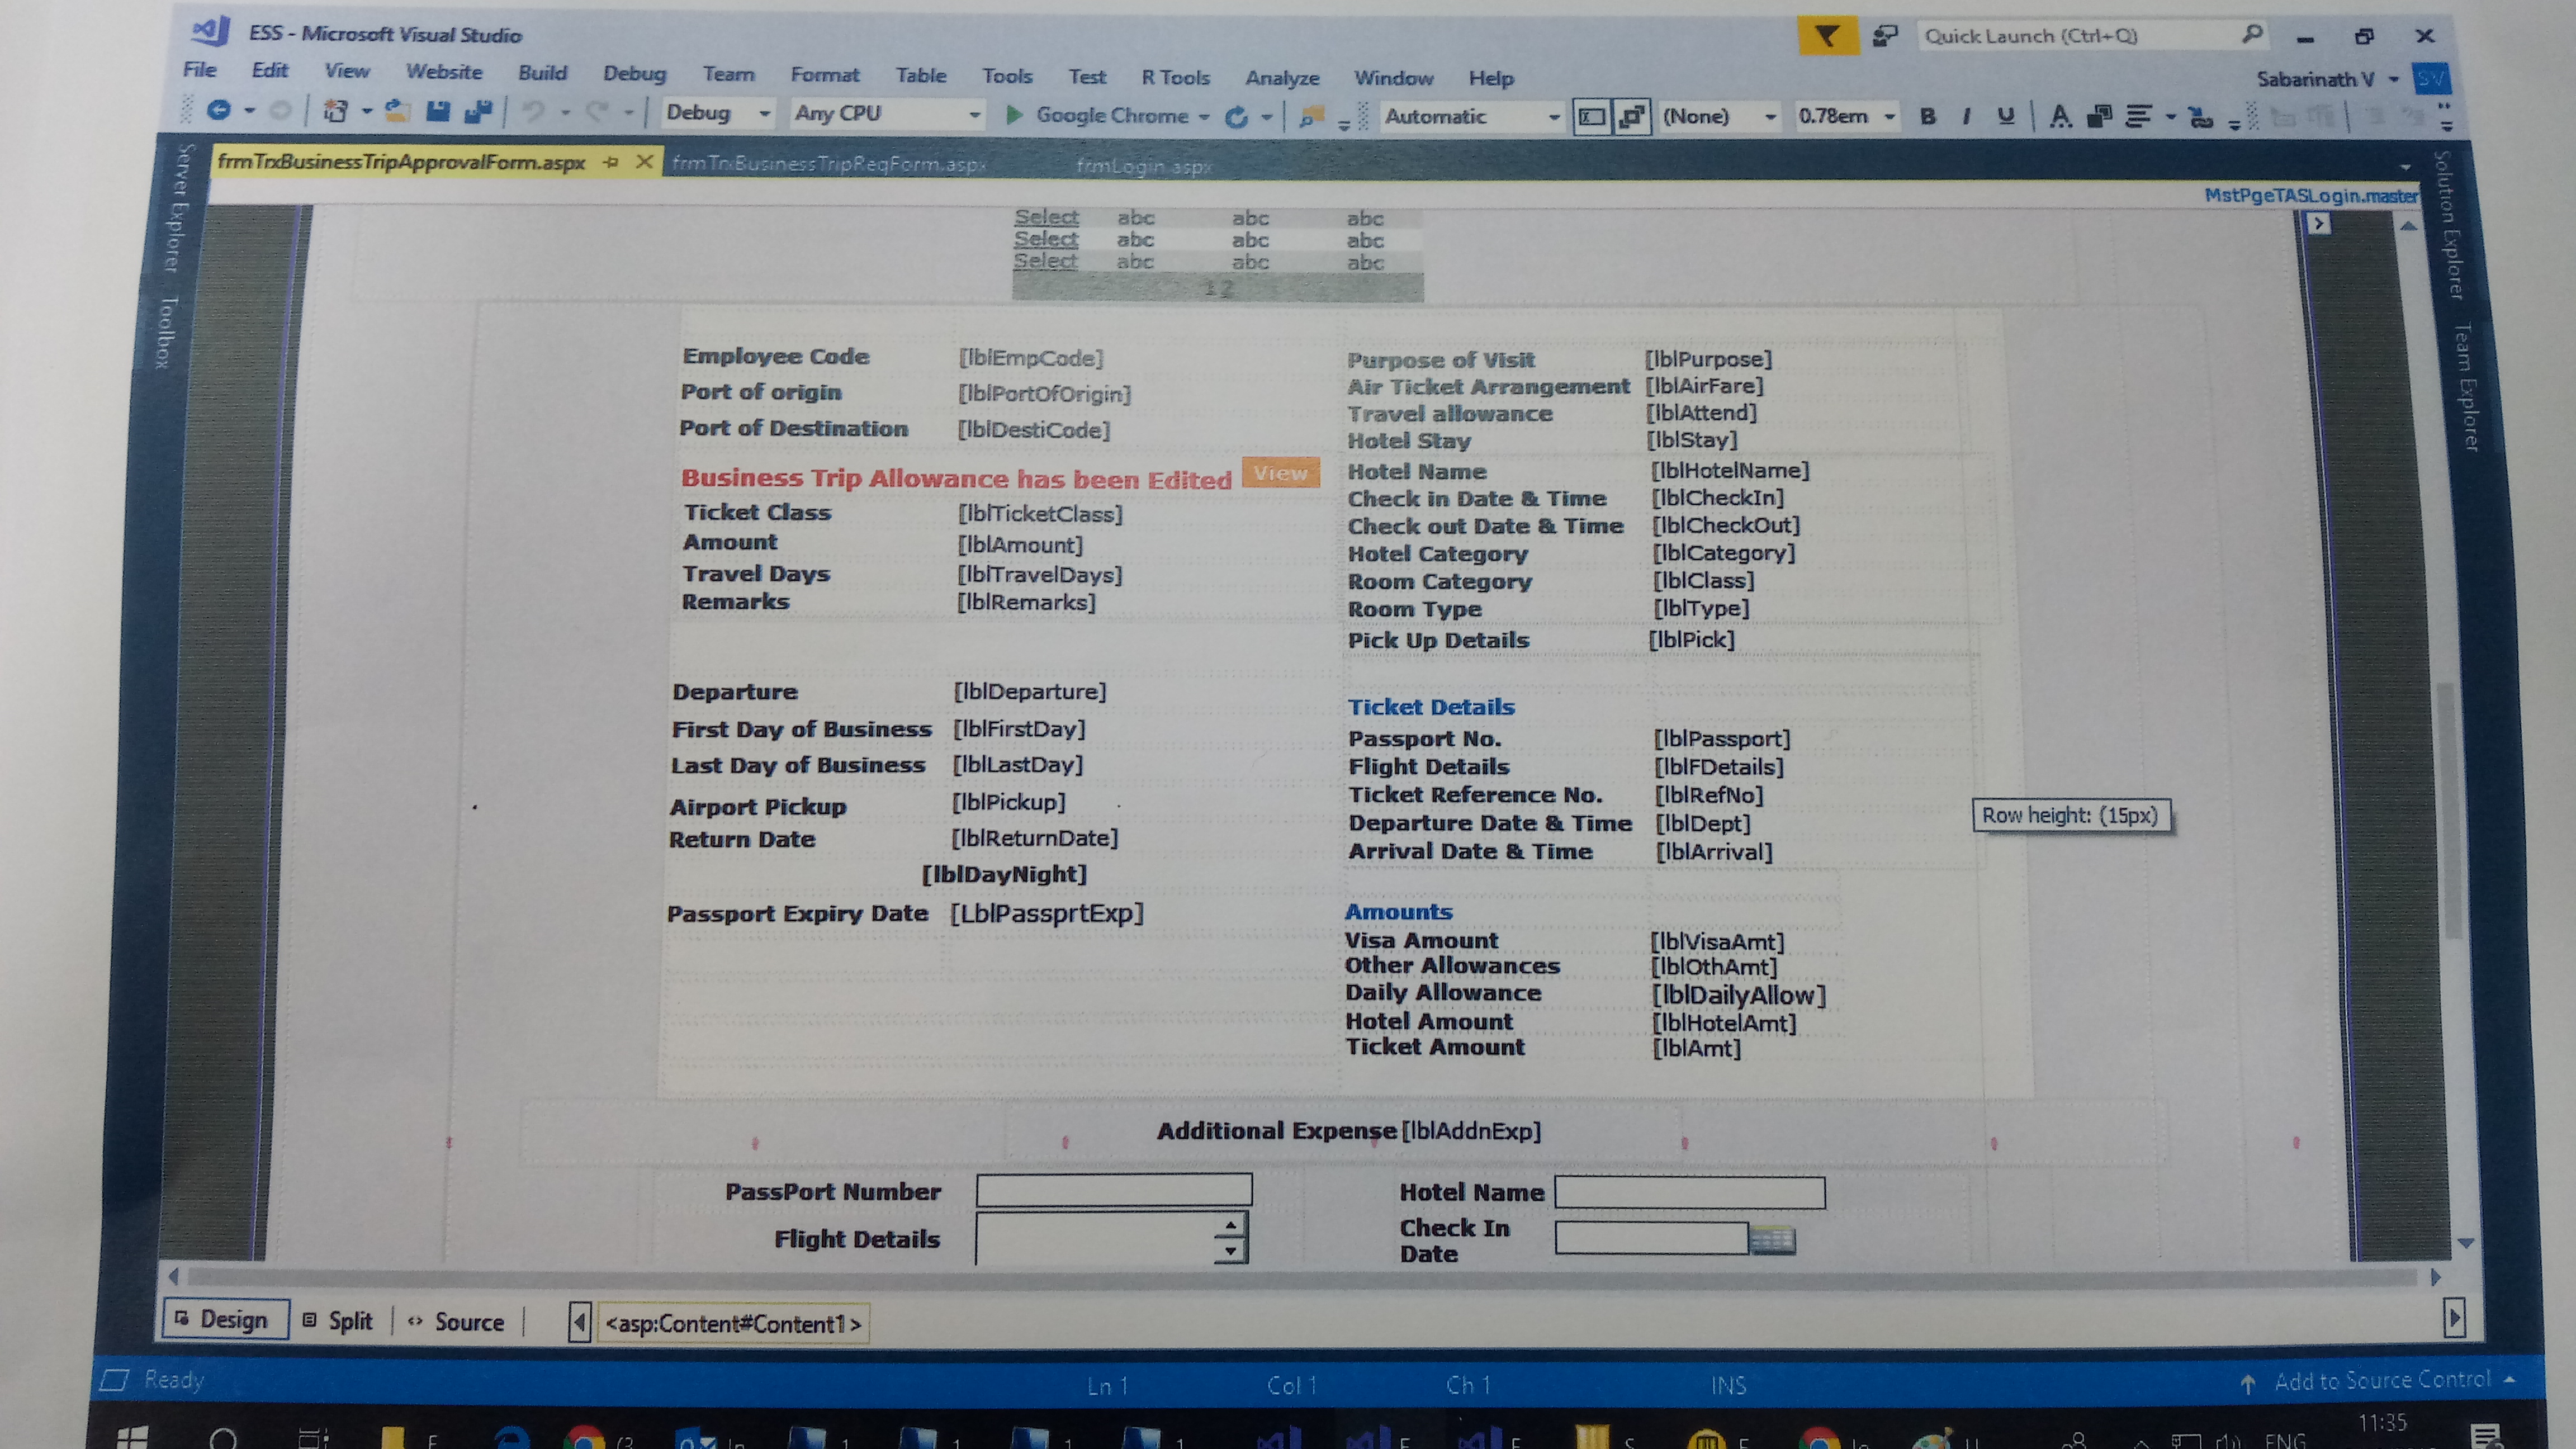 ESS - Microsoft Visual Studio
Quick Launch (Ctrl+Q)
File Edit View Website Build Debug Team Format Table Tools Test R Tools Analyze Window Help
Sabarinath V SV
Debug Any CPU Google Chrome Automatic (None) 0.78em B I U A
frmTrxBusinessTripApprovalForm.aspx frmTrxBusinessTripReqForm.aspx frmLogin.aspx
MstPgeTASLogin.master
Server Explorer Toolbox
Solution Explorer Team Explorer
Select abc abc abc
Select abc abc abc
Select abc abc abc
1 2
Employee Code [lblEmpCode]
Port of origin [lblPortOfOrigin]
Port of Destination [lblDestiCode]
Business Trip Allowance has been Edited View
Ticket Class [lblTicketClass]
Amount [lblAmount]
Travel Days [lblTravelDays]
Remarks [lblRemarks]
Departure [lblDeparture]
First Day of Business [lblFirstDay]
Last Day of Business [lblLastDay]
Airport Pickup [lblPickup]
Return Date [lblReturnDate]
[lblDayNight]
Passport Expiry Date [LblPassprtExp]
Purpose of Visit [lblPurpose]
Air Ticket Arrangement [lblAirFare]
Travel allowance [lblAttend]
Hotel Stay [lblStay]
Hotel Name [lblHotelName]
Check in Date & Time [lblCheckIn]
Check out Date & Time [lblCheckOut]
Hotel Category [lblCategory]
Room Category [lblClass]
Room Type [lblType]
Pick Up Details [lblPick]
Ticket Details
Passport No. [lblPassport]
Flight Details [lblFDetails]
Ticket Reference No. [lblRefNo]
Departure Date & Time [lblDept]
Arrival Date & Time [lblArrival]
Row height: (15px)
Amounts
Visa Amount [lblVisaAmt]
Other Allowances [lblOthAmt]
Daily Allowance [lblDailyAllow]
Hotel Amount [lblHotelAmt]
Ticket Amount [lblAmt]
Additional Expense [lblAddnExp]
PassPort Number
Hotel Name
Flight Details
Check In
Date
Design Split Source <asp:Content#Content1>
Ready Ln 1 Col 1 Ch 1 INS Add to Source Control
11:35
ENG